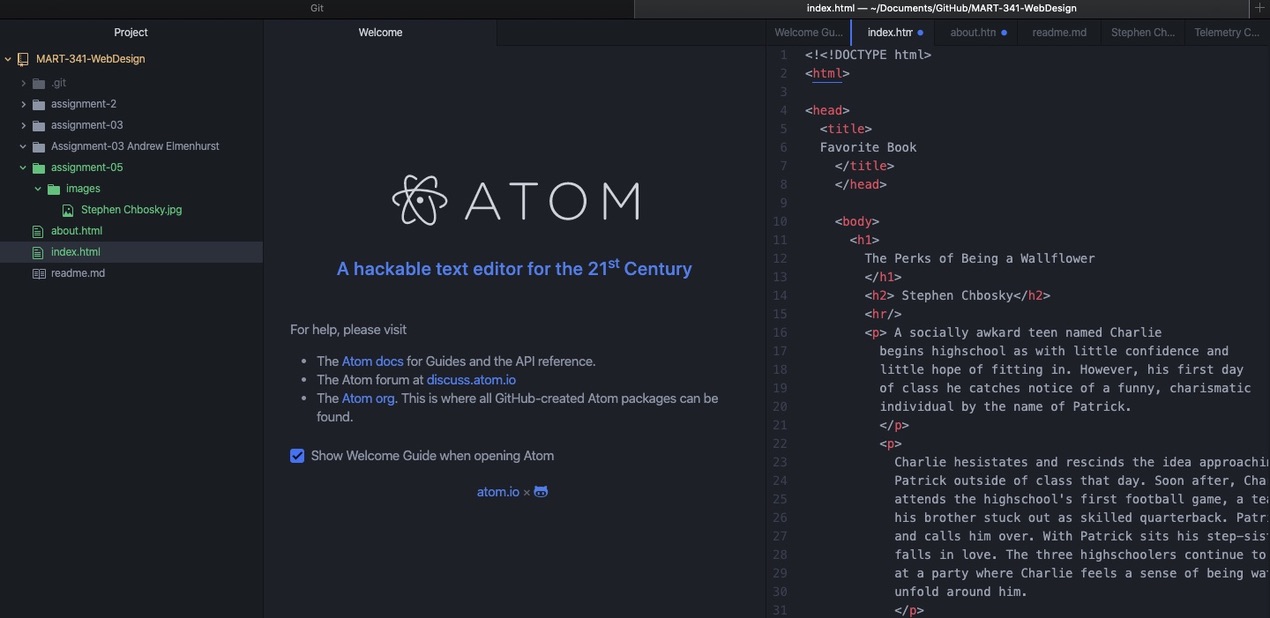 Git
index.html — ~/Documents/GitHub/MART-341-WebDesign
Project
MART-341-WebDesign
.git
assignment-2
assignment-03
Assignment-03 Andrew Elmenhurst
assignment-05
images
Stephen Chbosky.jpg
about.html
index.html
readme.md
Welcome
ATOM
A hackable text editor for the 21st Century
For help, please visit
• The Atom docs for Guides and the API reference.
• The Atom forum at discuss.atom.io
• The Atom org. This is where all GitHub-created Atom packages can be
found.
Show Welcome Guide when opening Atom
atom.io ×
Welcome Gu... index.htm about.htm readme.md Stephen Ch... Telemetry C...
1 <!<!DOCTYPE html>
2 <html>
3
4 <head>
5 <title>
6 Favorite Book
7 </title>
8 </head>
9
10 <body>
11 <h1>
12 The Perks of Being a Wallflower
13 </h1>
14 <h2> Stephen Chbosky</h2>
15 <hr/>
16 <p> A socially awkard teen named Charlie
17 begins highschool as with little confidence and
18 little hope of fitting in. However, his first day
19 of class he catches notice of a funny, charismatic
20 individual by the name of Patrick.
21 </p>
22 <p>
23 Charlie hesistates and rescinds the idea approachi
24 Patrick outside of class that day. Soon after, Cha
25 attends the highschool's first football game, a te
26 his brother stuck out as skilled quarterback. Patr
27 and calls him over. With Patrick sits his step-sis
28 falls in love. The three highschoolers continue to
29 at a party where Charlie feels a sense of being wa
30 unfold around him.
31 </p>